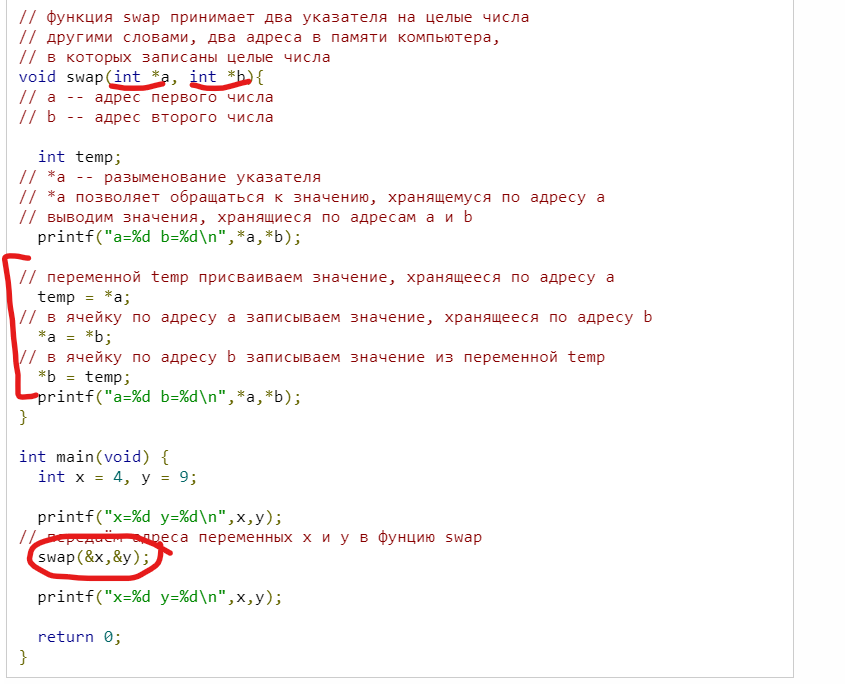 // функция swap принимает два указателя на целые числа
// другими словами, два адреса в памяти компьютера,
// в которых записаны целые числа
void swap(int *a, int *b){
// a -- адрес первого числа
// b -- адрес второго числа
int temp;
// *a -- разыменование указателя
// *a позволяет обращаться к значению, хранящемуся по адресу a
// выводим значения, хранящиеся по адресам a и b
printf("a=%d b=%d\n",*a,*b);
// переменной temp присваиваем значение, хранящееся по адресу a
temp = *a;
// в ячейку по адресу a записываем значение, хранящееся по адресу b
*a = *b;
// в ячейку по адресу b записываем значение из переменной temp
*b = temp;
printf("a=%d b=%d\n",*a,*b);
}
int main(void) {
int x = 4, y = 9;
printf("x=%d y=%d\n",x,y);
// передаём адреса переменных x и y в фунцию swap
swap(&x,&y);
printf("x=%d y=%d\n",x,y);
return 0;
}